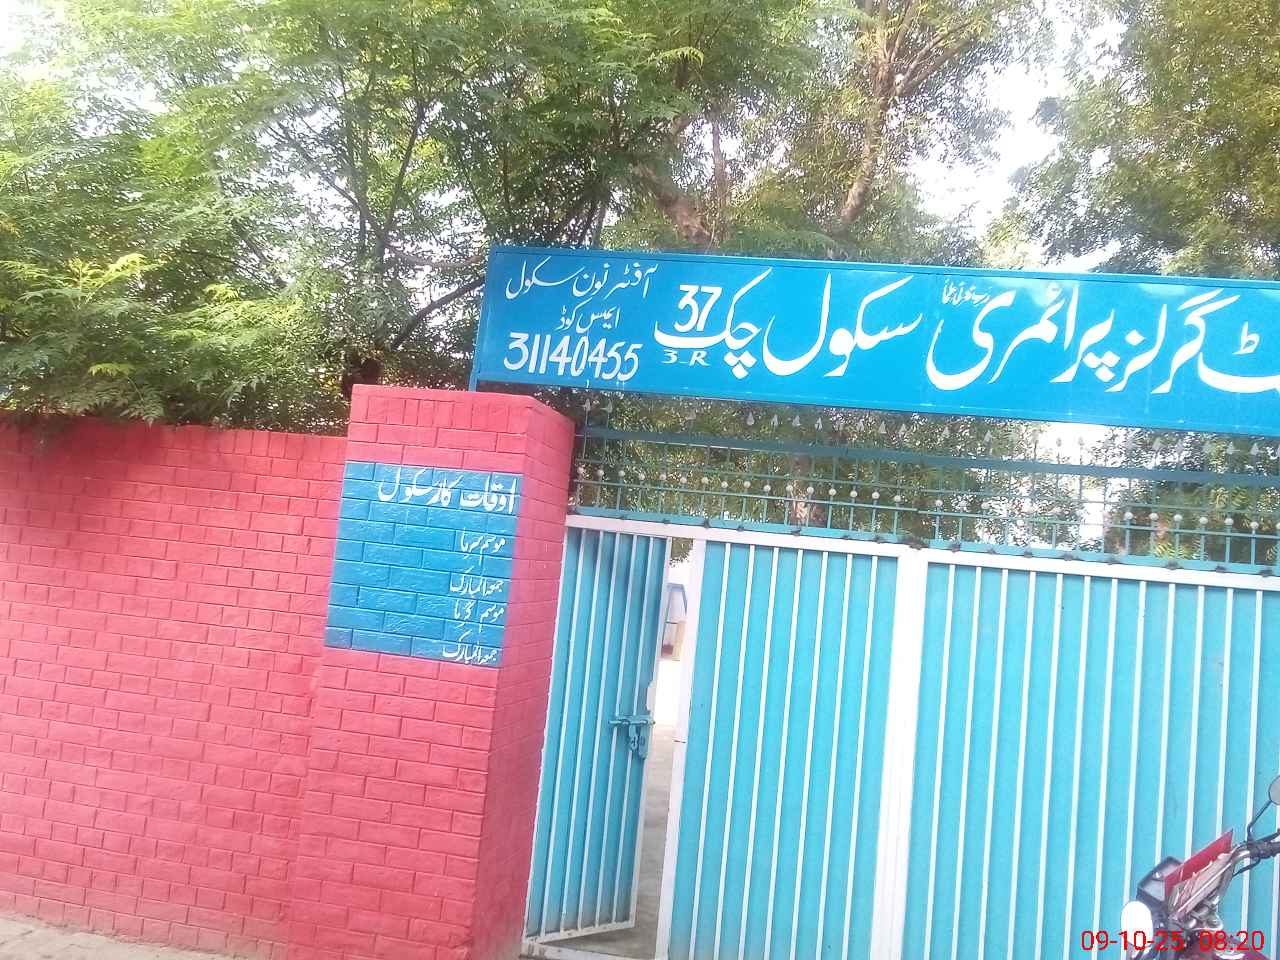 ٹ گرلز پرائمری سکول چک 37
3-R
آفٹر نون سکول
ایمس کوڈ
31140455
اوقات کار سکول
موسم سرما
جمعۃ المبارک
موسم گرما
جمعۃ المبارک
09-10-25 08:20